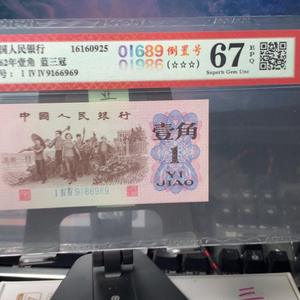 国人民银行 16160925
62年壹角 蓝三冠
号: I IV IV 9166969
01689 倒置号
01986 (☆☆☆)
67 EPQ
Superb Gem Unc
中国人民银行
壹角
1
YI
JIAO
I IV IV 9166969